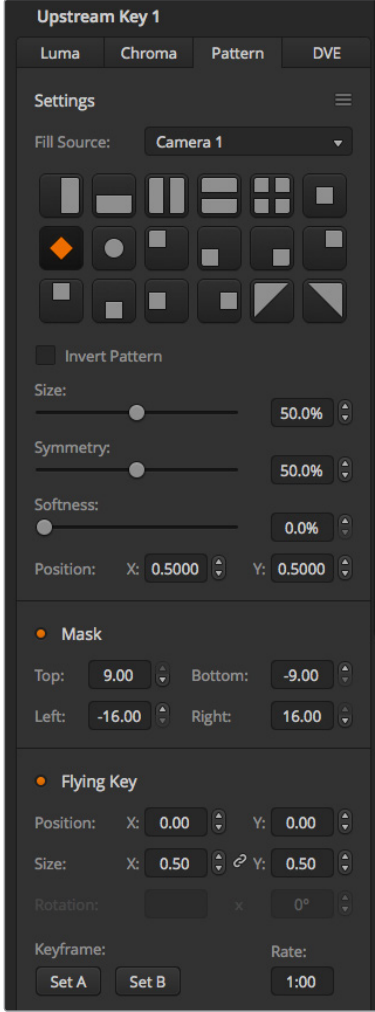 Upstream Key 1
Luma Chroma Pattern DVE
Settings
Fill Source: Camera 1
Invert Pattern
Size:
50.0%
Symmetry:
50.0%
Softness:
0.0%
Position: X: 0.5000 Y: 0.5000
Mask
Top: 9.00 Bottom: -9.00
Left: -16.00 Right: 16.00
Flying Key
Position: X: 0.00 Y: 0.00
Size: X: 0.50 Y: 0.50
Rotation: x 0°
Keyframe: Rate:
Set A Set B 1:00